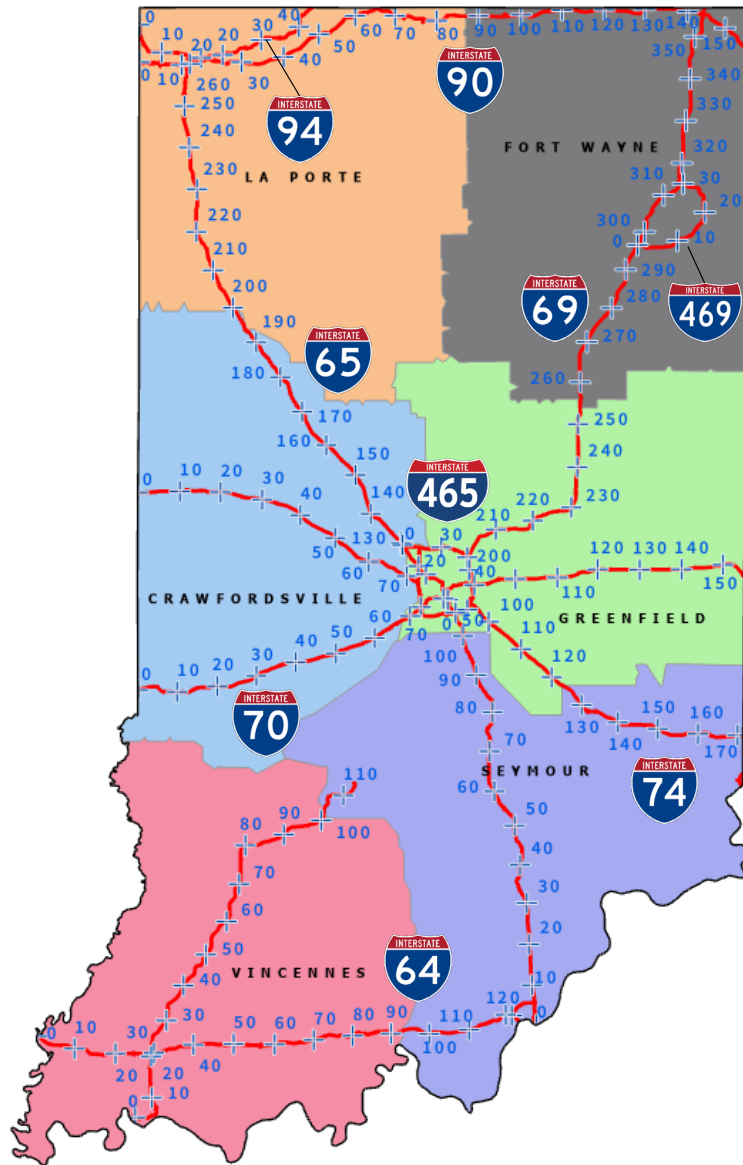 0 30 40 60 70 80 90 100 110 120 130 140
10 20 50 350 150
0 10 20 30 40
INTERSTATE 90
260 340
250
INTERSTATE 94
240 330
FORT WAYNE
230 320
LA PORTE
310 30
220 20
300
210 0 10
290
200 INTERSTATE 69 280 INTERSTATE 469
190
INTERSTATE 65 270
180 260
170 250
160 240
150
0 10 20 INTERSTATE 465
30 140 230
40 220
210
50 130 0 30
200
60 20 120 130 140
70 40 110 150
CRAWFORDSVILLE
60 0 50 100 GREENFIELD
70
50 110
40 100
30 90 120
0 10 20
INTERSTATE 70 80 150 160
130
70 140 170
SEYMOUR
110 60 INTERSTATE 74
90 50
80 100
40
70 30
60
20
50 VINCENNES INTERSTATE 64
40 10
30 120
0 10 30 50 60 70 80 90 110 0
40 100
20 20
10
0